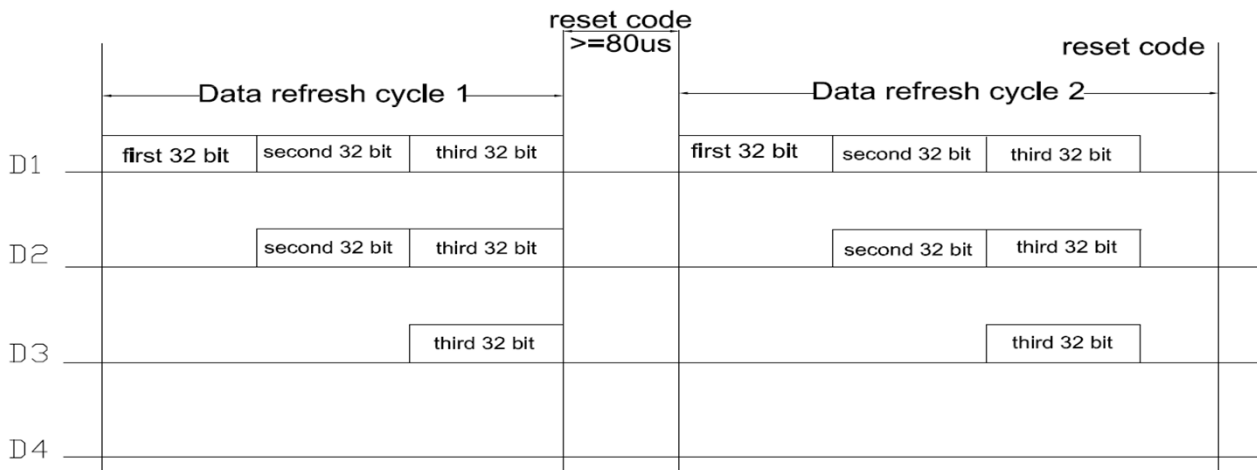 reset code
>=80us
reset code
Data refresh cycle 1
Data refresh cycle 2
D1 first 32 bit second 32 bit third 32 bit first 32 bit second 32 bit third 32 bit
D2 second 32 bit third 32 bit second 32 bit third 32 bit
D3 third 32 bit third 32 bit
D4